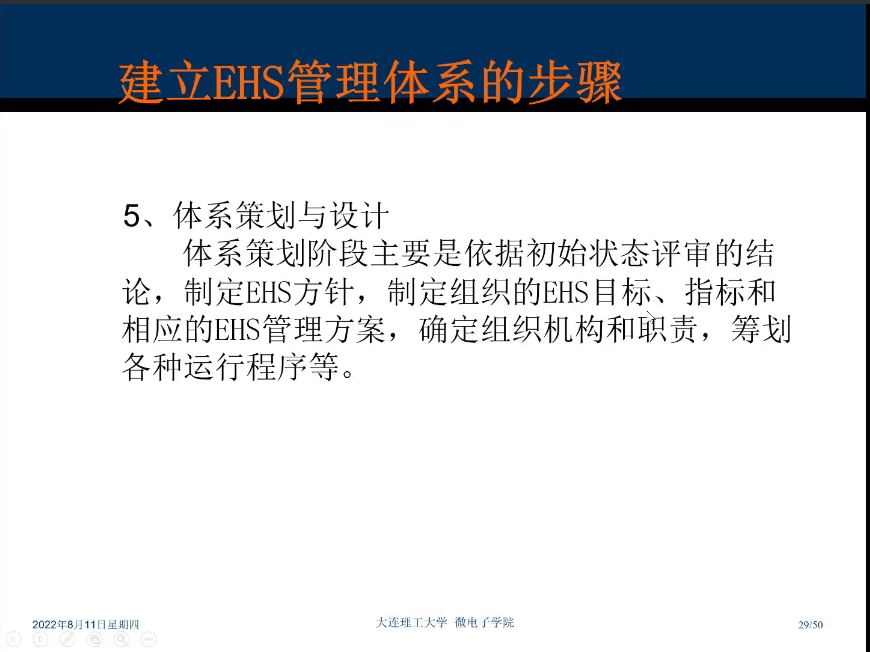 建立EHS管理体系的步骤
5、体系策划与设计
体系策划阶段主要是依据初始状态评审的结
论，制定EHS方针，制定组织的EHS目标、指标和
相应的EHS管理方案，确定组织机构和职责，筹划
各种运行程序等。
2022年8月11日星期四
大连理工大学 微电子学院
29/50